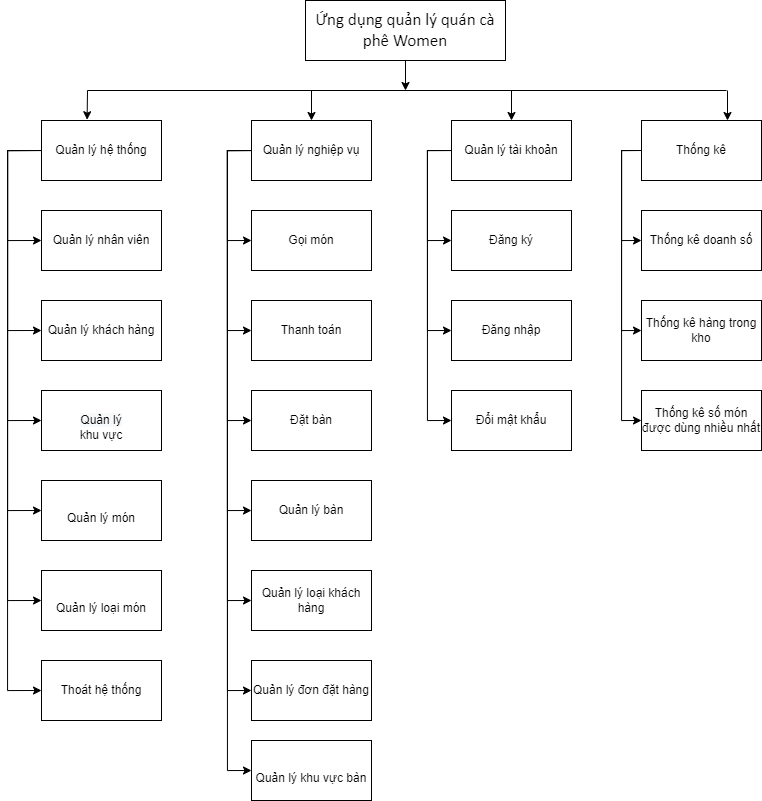 Ứng dụng quản lý quán cà
phê Women
Quản lý hệ thống
Quản lý nhân viên
Quản lý khách hàng
Quản lý
khu vực
Quản lý món
Quản lý loại món
Thoát hệ thống
Quản lý nghiệp vụ
Gọi món
Thanh toán
Đặt bàn
Quản lý bàn
Quản lý loại khách
hàng
Quản lý đơn đặt hàng
Quản lý khu vực bàn
Quản lý tài khoản
Đăng ký
Đăng nhập
Đổi mật khẩu
Thống kê
Thống kê doanh số
Thống kê hàng trong
kho
Thống kê số món
được dùng nhiều nhất